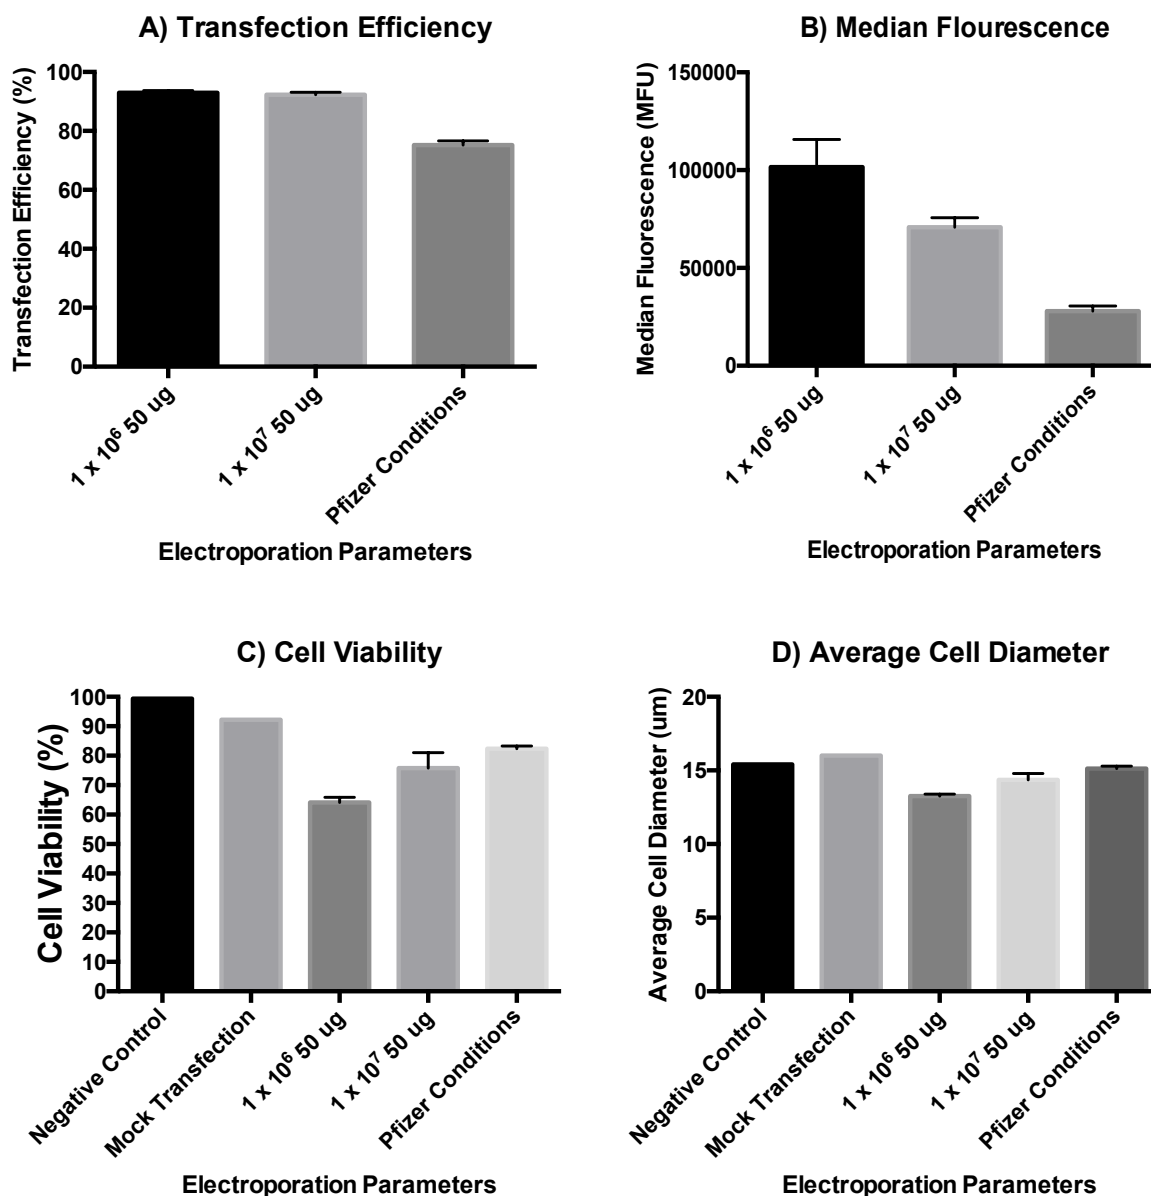 A) Transfection Efficiency
Transfection Efficiency (%)
100
80
60
40
20
0
1 x 10⁶ 50 ug
1 x 10⁷ 50 ug
Pfizer Conditions
Electroporation Parameters
B) Median Flourescence
Median Fluorescence (MFU)
150000
100000
50000
0
1 x 10⁶ 50 ug
1 x 10⁷ 50 ug
Pfizer Conditions
Electroporation Parameters
C) Cell Viability
Cell Viability (%)
100
90
80
70
60
50
40
30
20
10
0
Negative Control
Mock Transfection
1 x 10⁶ 50 ug
1 x 10⁷ 50 ug
Pfizer Conditions
Electroporation Parameters
D) Average Cell Diameter
Average Cell Diameter (um)
20
15
10
5
0
Negative Control
Mock Transfection
1 x 10⁶ 50 ug
1 x 10⁷ 50 ug
Pfizer Conditions
Electroporation Parameters